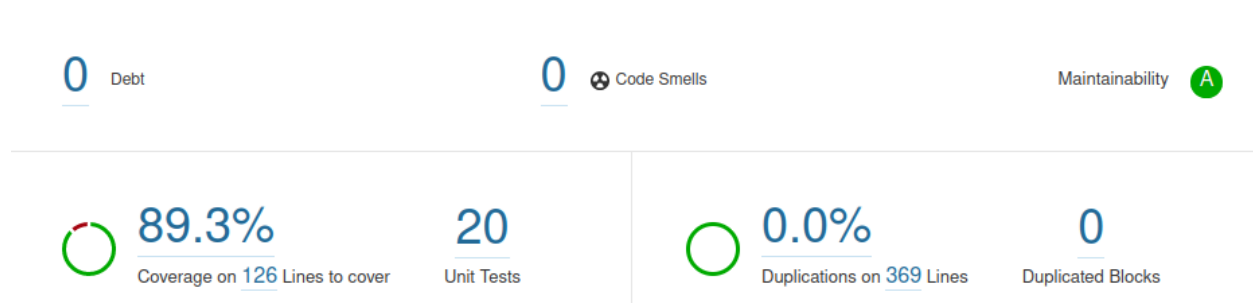 0 Debt 0 Code Smells Maintainability A
89.3% 20 0.0% 0
Coverage on 126 Lines to cover Unit Tests Duplications on 369 Lines Duplicated Blocks